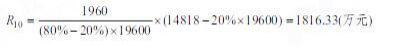 R₁₀ = 1960 / ((80%−20%)×19600) ×(14818−20%×19600) = 1816.33(万元)